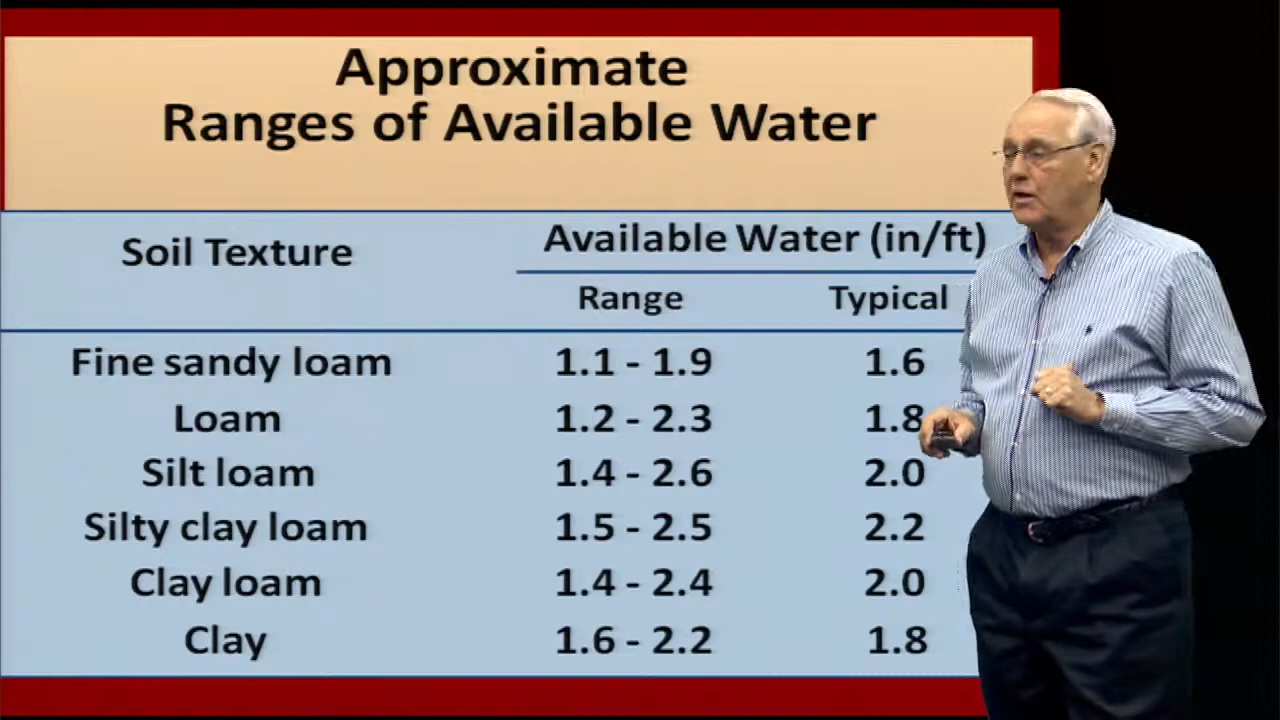 Approximate
Ranges of Available Water
Soil Texture
Available Water (in/ft)
Range Typical
Fine sandy loam 1.1 - 1.9 1.6
Loam 1.2 - 2.3 1.8
Silt loam 1.4 - 2.6 2.0
Silty clay loam 1.5 - 2.5 2.2
Clay loam 1.4 - 2.4 2.0
Clay 1.6 - 2.2 1.8